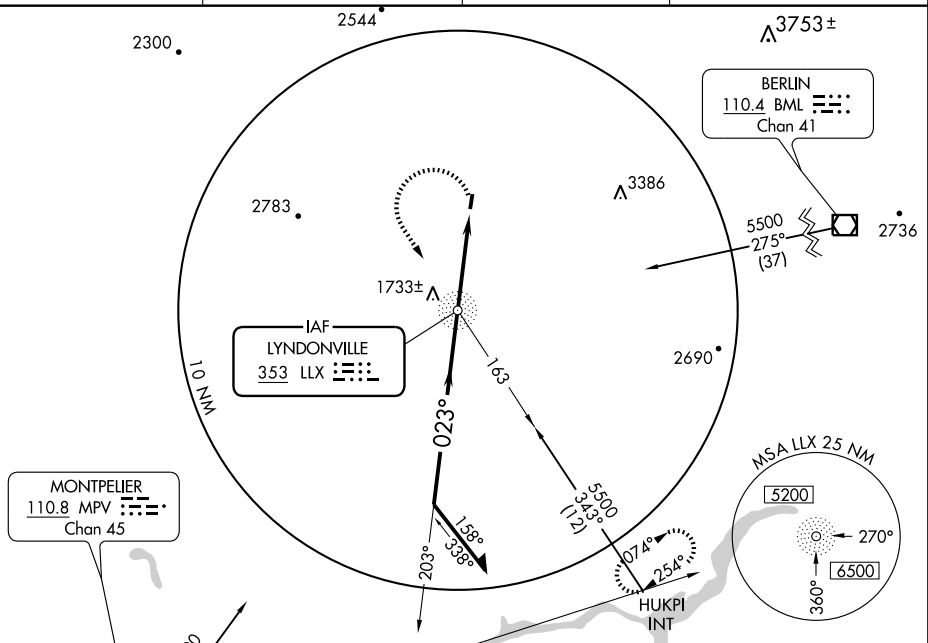 2544
2300
3753±
BERLIN
110.4 BML
Chan 41
3386
2783
5500
275°
(37)
2736
1733±
IAF
LYNDONVILLE
353 LLX
2690
10 NM
163
023°
MSA LLX 25 NM
5200
270°
6500
360°
MONTPELIER
110.8 MPV
Chan 45
5500
343°
(12)
158°
338°
203°
074°
254°
HUKPI
INT